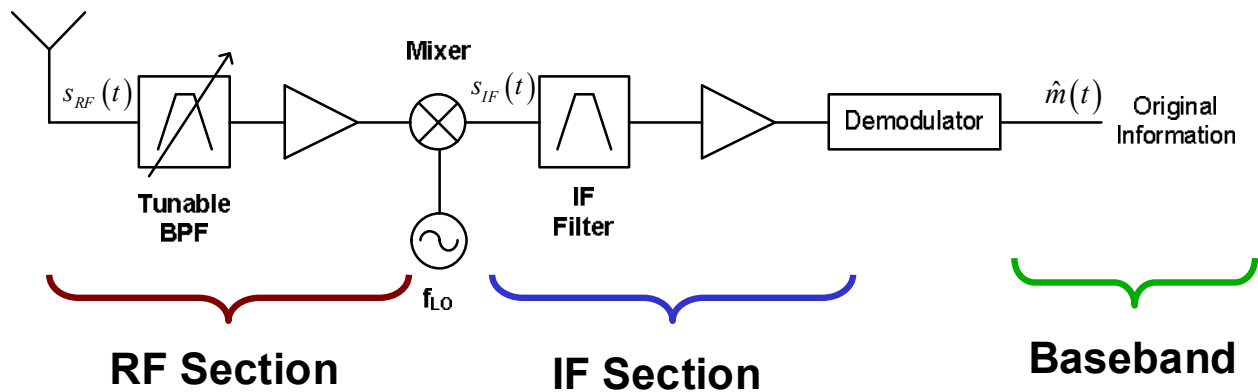 Mixer
s_RF(t)
s_IF(t)
m̂(t)
Original
Information
Demodulator
Tunable
BPF
IF
Filter
f_LO
RF Section
IF Section
Baseband